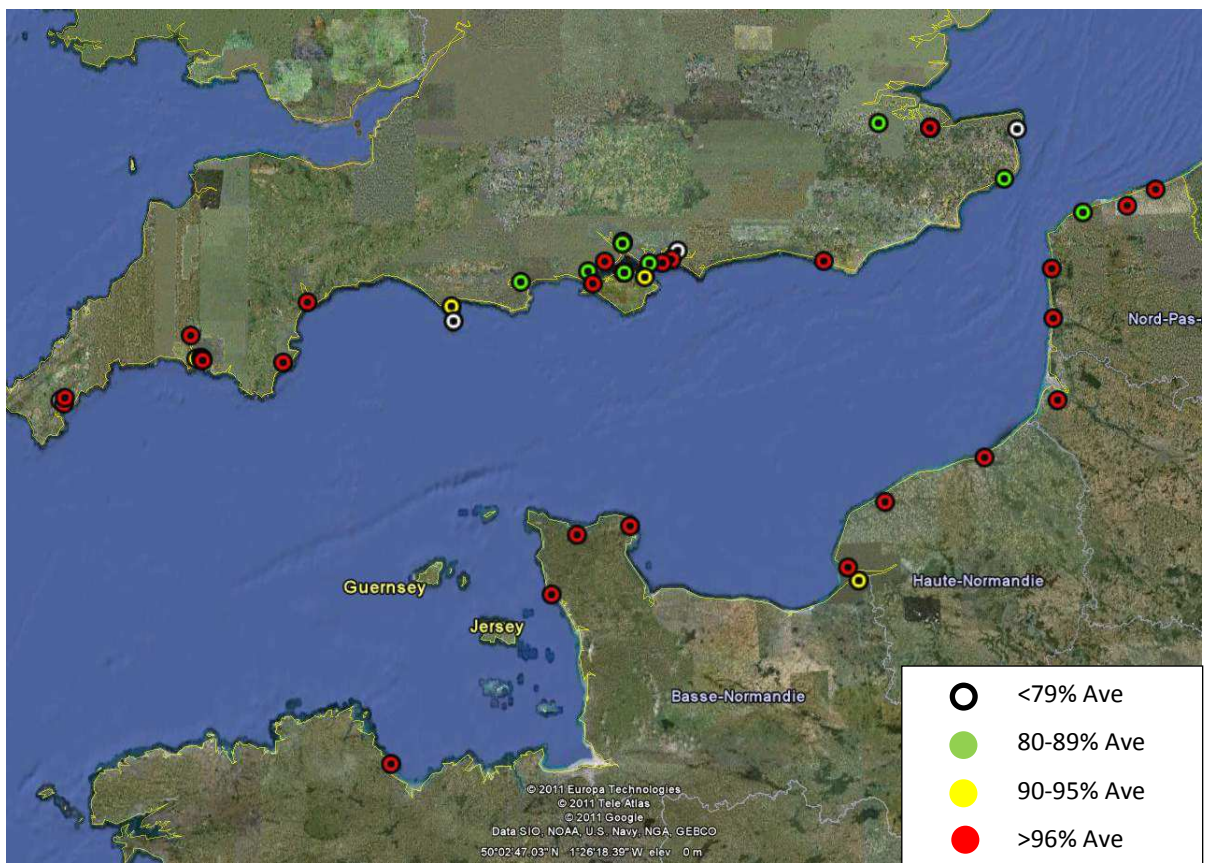 Nord-Pas-
Guernsey
Jersey
Haute-Normandie
Basse-Normandie
<79% Ave
80-89% Ave
90-95% Ave
>96% Ave
© 2011 Europa Technologies
© 2011 Tele Atlas
© 2011 Google
Data SIO, NOAA, U.S. Navy, NGA, GEBCO
50°02'47.03" N 1°26'18.39" W elev 0 m